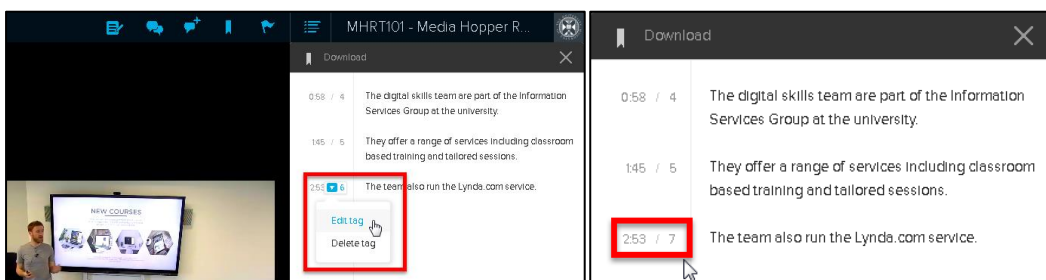 MHRT101 - Media Hopper R...
Download
0:58 / 4
The digital skills team are part of the Information
Services Group at the university.
1:45 / 5
They offer a range of services including classroom
based training and tailored sessions.
2:53 6
The team also run the Lynda.com service.
Edit tag
Delete tag
NEW COURSES
Download
0:58 / 4
The digital skills team are part of the Information
Services Group at the university.
1:45 / 5
They offer a range of services including classroom
based training and tailored sessions.
2:53 / 7
The team also run the Lynda.com service.